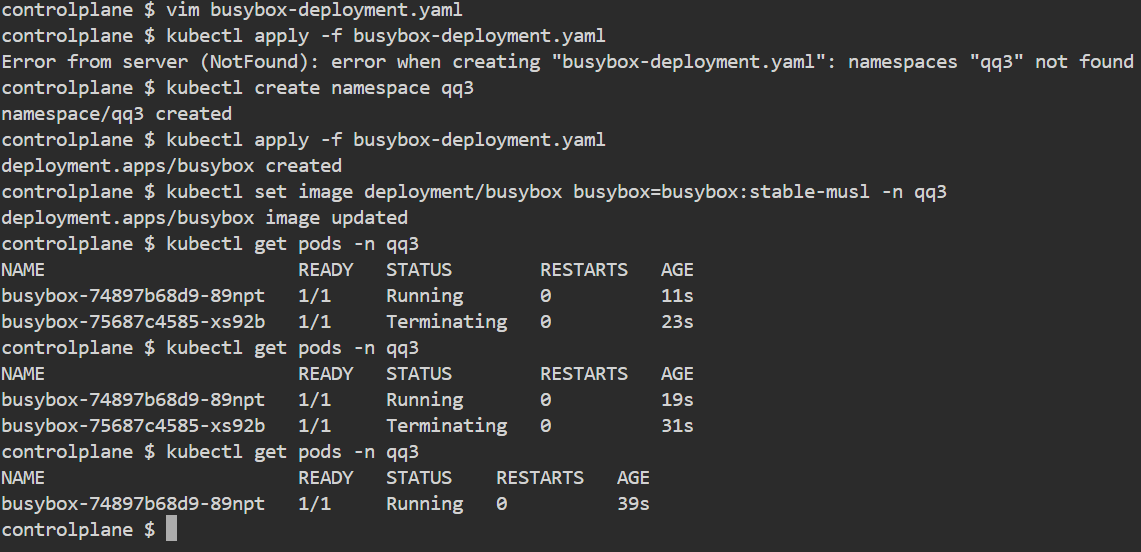 controlplane $ vim busybox-deployment.yaml
controlplane $ kubectl apply -f busybox-deployment.yaml
Error from server (NotFound): error when creating "busybox-deployment.yaml": namespaces "qq3" not found
controlplane $ kubectl create namespace qq3
namespace/qq3 created
controlplane $ kubectl apply -f busybox-deployment.yaml
deployment.apps/busybox created
controlplane $ kubectl set image deployment/busybox busybox=busybox:stable-musl -n qq3
deployment.apps/busybox image updated
controlplane $ kubectl get pods -n qq3
NAME                       READY   STATUS        RESTARTS   AGE
busybox-74897b68d9-89npt   1/1     Running       0          11s
busybox-75687c4585-xs92b   1/1     Terminating   0          23s
controlplane $ kubectl get pods -n qq3
NAME                       READY   STATUS        RESTARTS   AGE
busybox-74897b68d9-89npt   1/1     Running       0          19s
busybox-75687c4585-xs92b   1/1     Terminating   0          31s
controlplane $ kubectl get pods -n qq3
NAME                       READY   STATUS    RESTARTS   AGE
busybox-74897b68d9-89npt   1/1     Running   0          39s
controlplane $